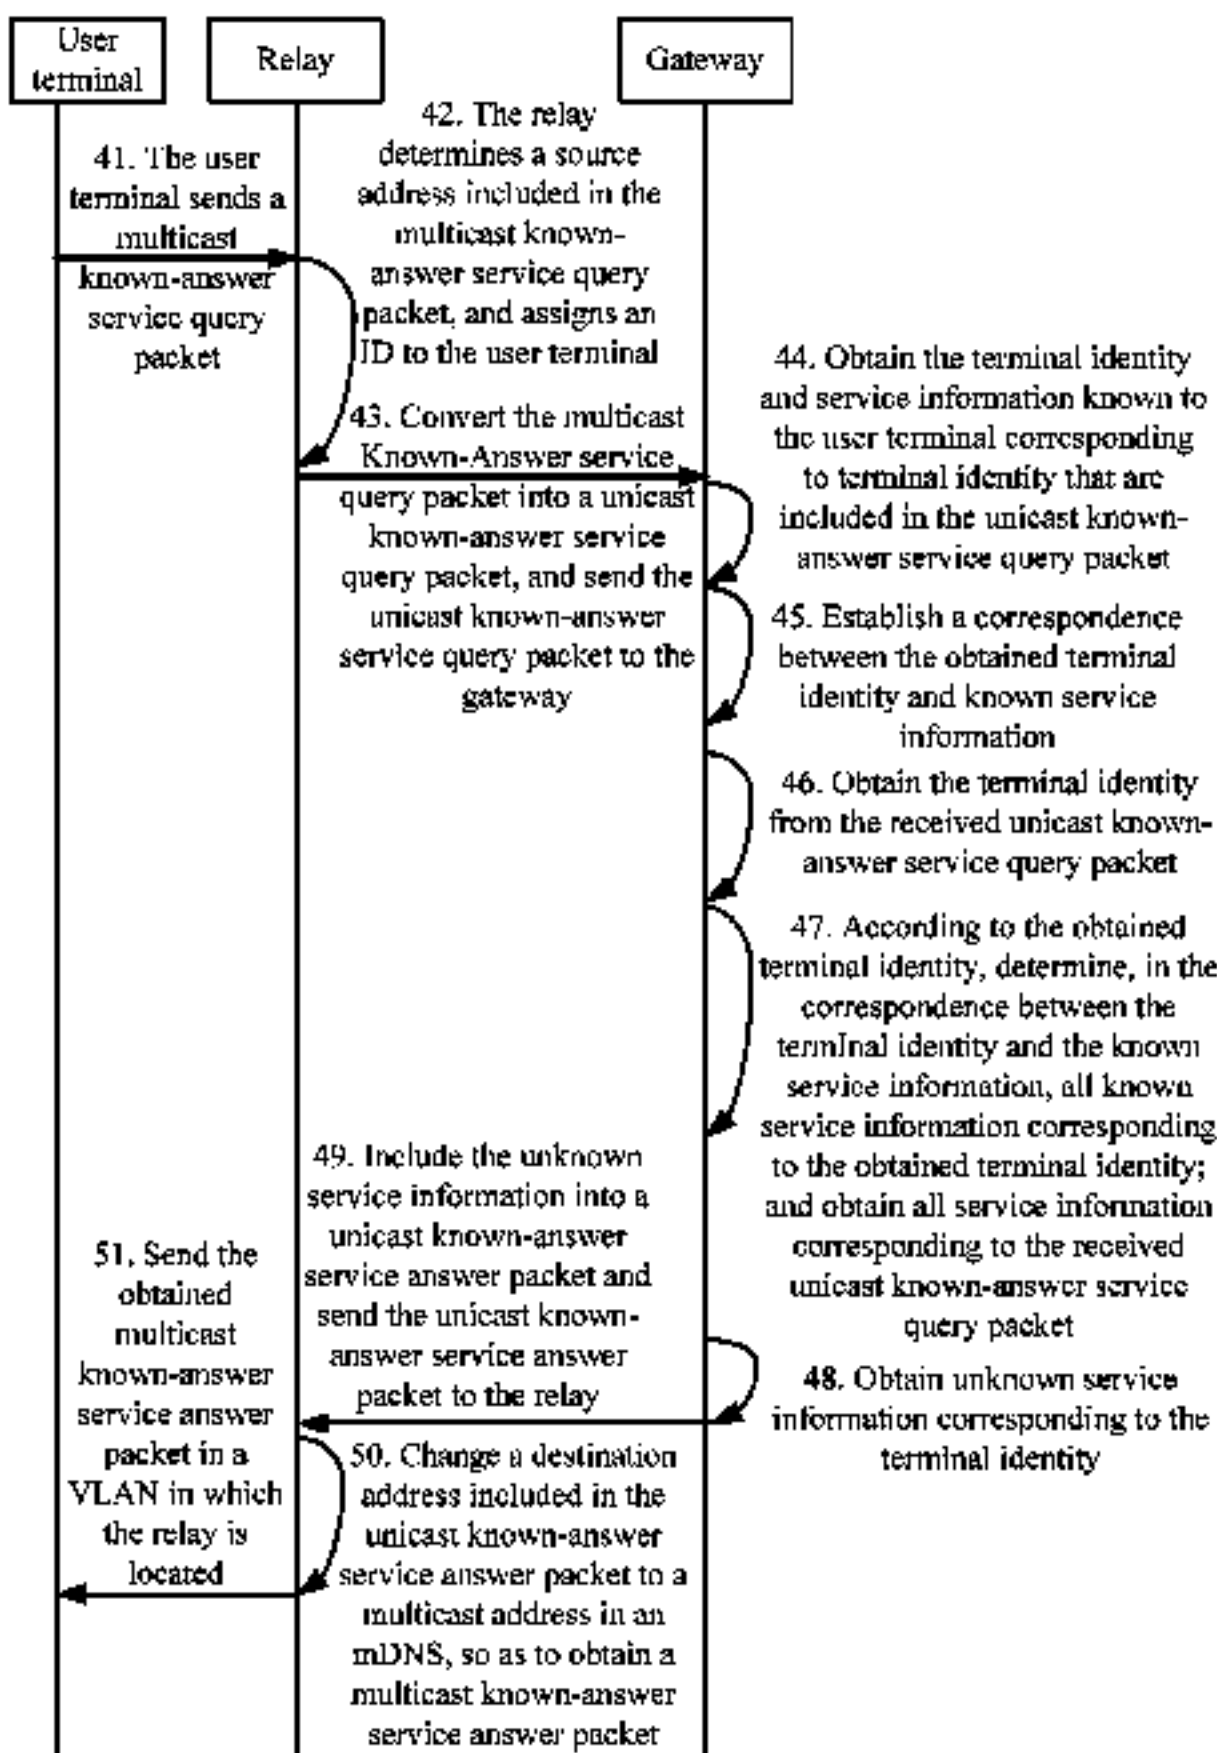 User
terminal
Relay
Gateway
41. The user
terminal sends a
multicast
known-answer
service query
packet
42. The relay
determines a source
address included in the
multicast known-
answer service query
packet, and assigns an
ID to the user terminal
43. Convert the multicast
Known-Answer service
query packet into a unicast
known-answer service
query packet, and send the
unicast known-answer
service query packet to the
gateway
44. Obtain the terminal identity
and service information known to
the user terminal corresponding
to terminal identity that are
included in the unicast known-
answer service query packet
45. Establish a correspondence
between the obtained terminal
identity and known service
information
46. Obtain the terminal identity
from the received unicast known-
answer service query packet
47. According to the obtained
terminal identity, determine, in the
correspondence between the
termInal identity and the known
service information, all known
service information corresponding
to the obtained terminal identity;
and obtain all service information
corresponding to the received
unicast known-answer service
query packet
48. Obtain unknown service
information corresponding to the
terminal identity
49. Include the unknown
service information into a
unicast known-answer
service answer packet and
send the unicast known-
answer service answer
packet to the relay
50. Change a destination
address included in the
unicast known-answer
service answer packet to a
multicast address in an
mDNS, so as to obtain a
multicast known-answer
service answer packet
51. Send the
obtained
multicast
known-answer
service answer
packet in a
VLAN in which
the relay is
located